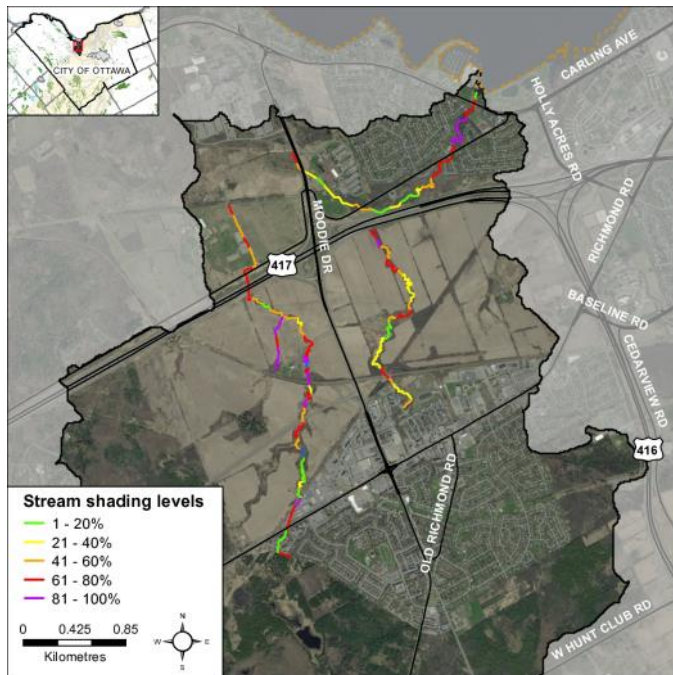 CITY OF OTTAWA
CARLING AVE
HOLLY ACRES RD
RICHMOND RD
MOODIE DR
417
BASELINE RD
CEDARVIEW RD
416
OLD RICHMOND RD
W HUNT CLUB RD
Stream shading levels
1 - 20%
21 - 40%
41 - 60%
61 - 80%
81 - 100%
0 0.425 0.85
Kilometres
N
W E
S